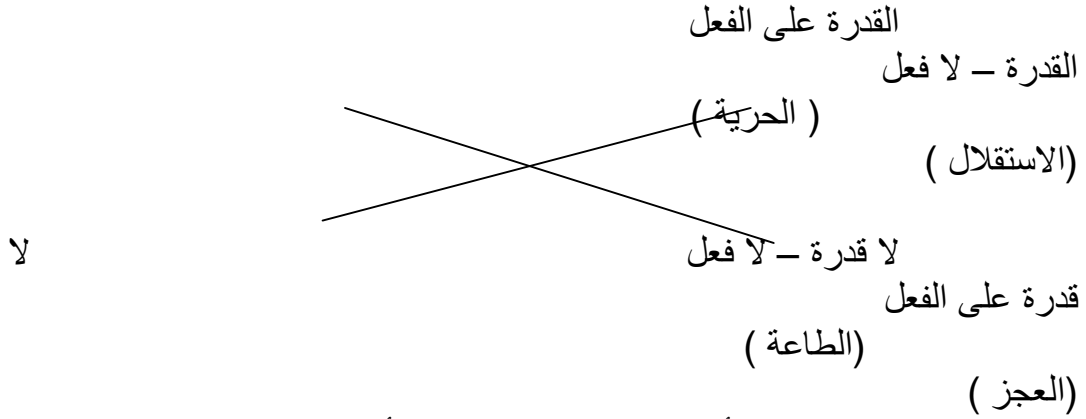 القدرة على الفعل
القدرة – لا فعل
( الحرية )
(الاستقلال )
لا قدرة – لا فعل لا
قدرة على الفعل
(الطاعة )
(العجز )